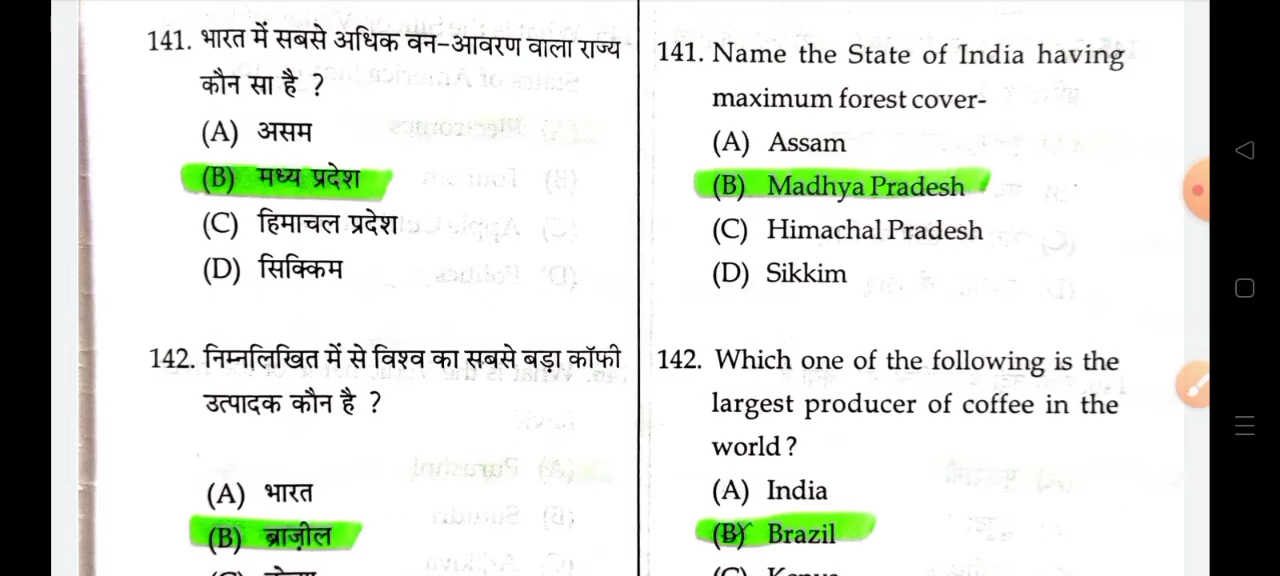 141. भारत में सबसे अधिक वन-आवरण वाला राज्य
कौन सा है ?
(A) असम
(B) मध्य प्रदेश
(C) हिमाचल प्रदेश
(D) सिक्किम
142. निम्नलिखित में से विश्व का सबसे बड़ा कॉफी
उत्पादक कौन है ?
(A) भारत
(B) ब्राज़ील
141. Name the State of India having
maximum forest cover-
(A) Assam
(B) Madhya Pradesh
(C) Himachal Pradesh
(D) Sikkim
142. Which one of the following is the
largest producer of coffee in the
world ?
(A) India
(B) Brazil
(C) Kenya